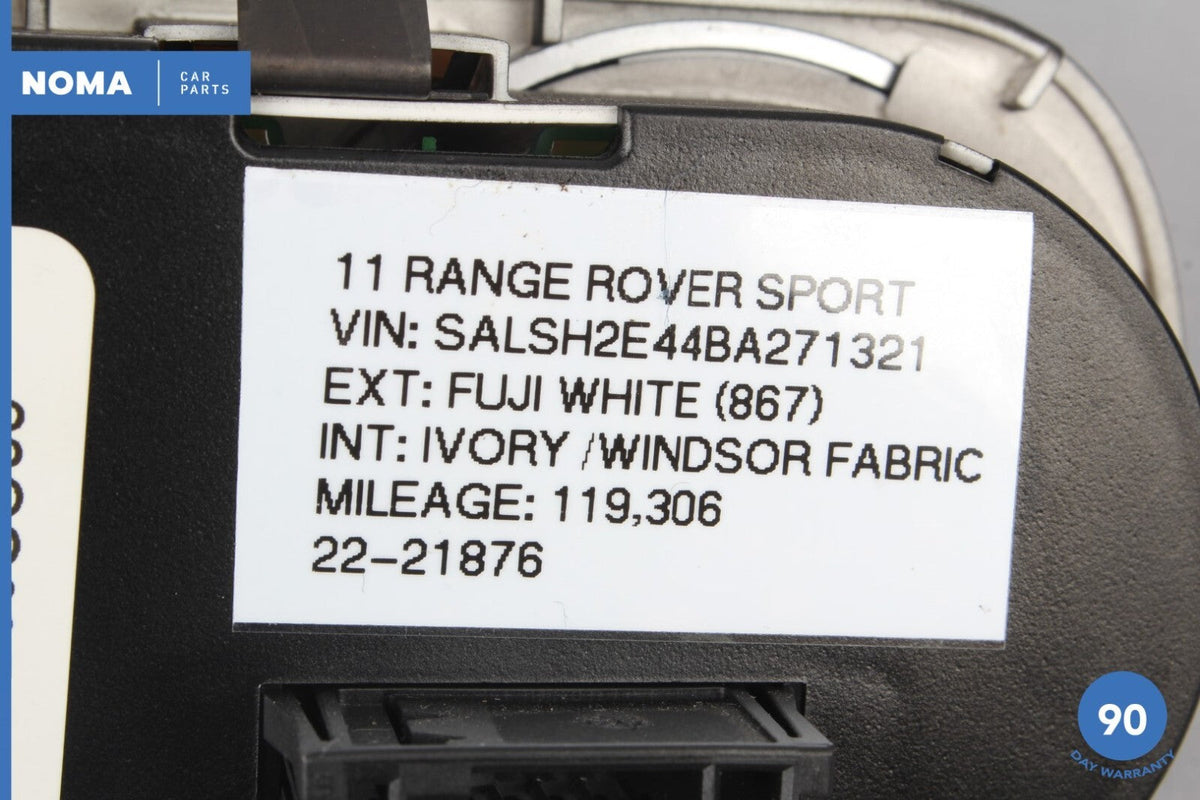 NOMA CAR
PARTS
11 RANGE ROVER SPORT
VIN: SALSH2E44BA271321
EXT: FUJI WHITE (867)
INT: IVORY /WINDSOR FABRIC
MILEAGE: 119,306
22-21876
90
DAY WARRANTY